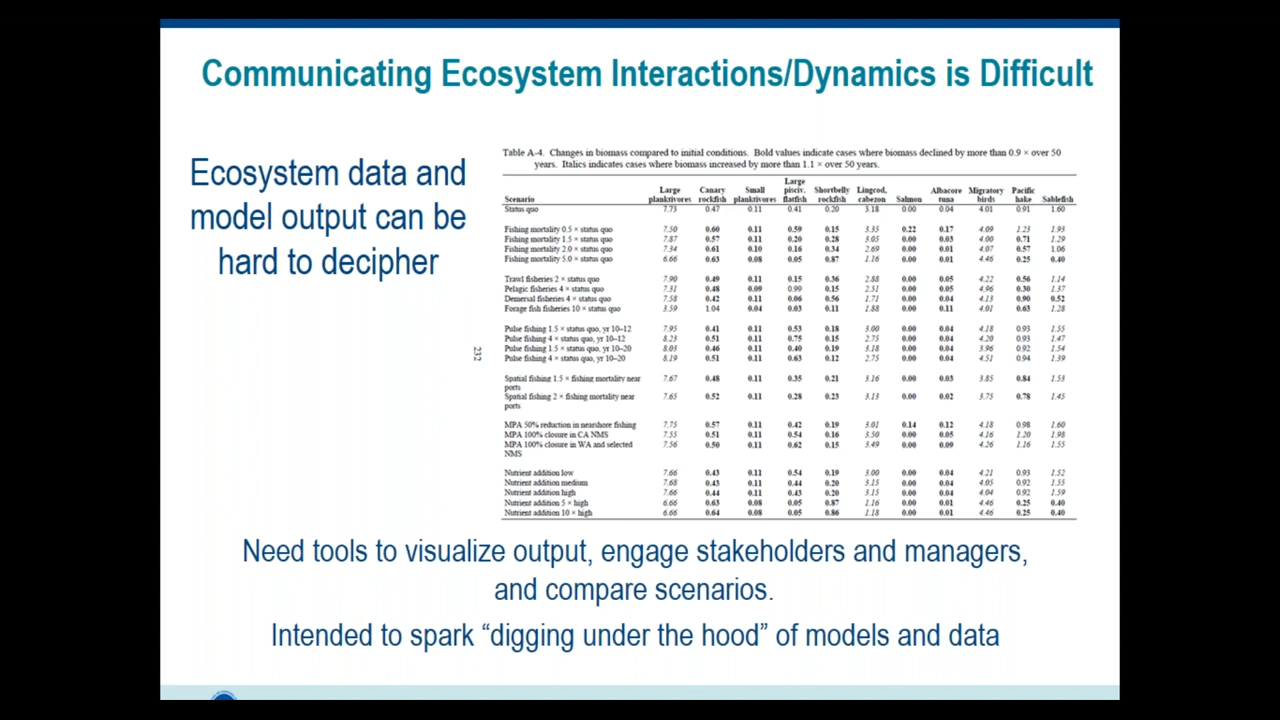 Communicating Ecosystem Interactions/Dynamics is Difficult
Ecosystem data and
model output can be
hard to decipher
Table A-4. Changes in biomass compared to initial conditions. Bold values indicate cases where biomass declined by more than 0.9 × over 50
years. Italics indicates cases where biomass increased by more than 1.1 × over 50 years.
Scenario Large planktivores Canary rockfish Small planktivores Large pisciv. flatfish Shortbelly rockfish Lingcod, cabezon Salmon Albacore tuna Migratory birds Pacific hake Sablefish
Status quo 7.73 0.47 0.11 0.41 0.20 3.18 0.00 0.04 4.01 0.91 1.60
Fishing mortality 0.5 × status quo 7.50 0.60 0.11 0.59 0.15 3.35 0.22 0.17 4.09 1.23 1.93
Fishing mortality 1.5 × status quo 7.87 0.57 0.11 0.20 0.28 3.05 0.00 0.03 4.00 0.71 1.29
Fishing mortality 2.0 × status quo 7.34 0.61 0.10 0.16 0.34 2.69 0.00 0.01 4.07 0.57 1.06
Fishing mortality 5.0 × status quo 6.66 0.63 0.08 0.05 0.87 1.16 0.00 0.01 4.46 0.25 0.40
Trawl fisheries 2 × status quo 7.90 0.49 0.11 0.15 0.36 2.88 0.00 0.05 4.22 0.56 1.14
Pelagic fisheries 4 × status quo 7.31 0.48 0.09 0.99 0.15 2.51 0.00 0.05 4.96 0.30 1.37
Demersal fisheries 4 × status quo 7.58 0.42 0.11 0.06 0.56 1.71 0.00 0.04 4.13 0.90 0.52
Forage fish fisheries 10 × status quo 3.59 1.04 0.04 0.03 0.11 1.88 0.00 0.11 4.01 0.63 1.28
Pulse fishing 1.5 × status quo, yr 10–12 7.95 0.41 0.11 0.53 0.18 3.00 0.00 0.04 4.18 0.93 1.55
Pulse fishing 4 × status quo, yr 10–12 8.23 0.51 0.11 0.75 0.15 2.75 0.00 0.04 4.20 0.93 1.47
Pulse fishing 1.5 × status quo, yr 10–20 8.03 0.46 0.11 0.40 0.19 3.18 0.00 0.04 3.96 0.92 1.54
Pulse fishing 4 × status quo, yr 10–20 8.19 0.51 0.11 0.63 0.12 2.75 0.00 0.04 4.51 0.94 1.39
232
Spatial fishing 1.5 × fishing mortality near 7.67 0.48 0.11 0.35 0.21 3.16 0.00 0.03 3.85 0.84 1.53
ports
Spatial fishing 2 × fishing mortality near 7.65 0.52 0.11 0.28 0.23 3.13 0.00 0.02 3.75 0.78 1.45
ports
MPA 50% reduction in nearshore fishing 7.75 0.57 0.11 0.42 0.19 3.01 0.14 0.12 4.18 0.98 1.60
MPA 100% closure in CA NMS 7.55 0.51 0.11 0.54 0.16 3.50 0.00 0.05 4.16 1.20 1.98
MPA 100% closure in WA and selected 7.56 0.50 0.11 0.62 0.15 3.49 0.00 0.09 4.26 1.16 1.55
NMS
Nutrient addition low 7.66 0.43 0.11 0.54 0.19 3.00 0.00 0.04 4.21 0.93 1.52
Nutrient addition medium 7.68 0.43 0.11 0.44 0.20 3.15 0.00 0.04 4.05 0.92 1.55
Nutrient addition high 7.66 0.44 0.11 0.43 0.20 3.15 0.00 0.04 4.04 0.92 1.59
Nutrient addition 5 × high 6.66 0.63 0.08 0.05 0.87 1.16 0.00 0.01 4.46 0.25 0.40
Nutrient addition 10 × high 6.66 0.64 0.08 0.05 0.86 1.18 0.00 0.01 4.46 0.25 0.40
Need tools to visualize output, engage stakeholders and managers,
and compare scenarios.
Intended to spark “digging under the hood” of models and data